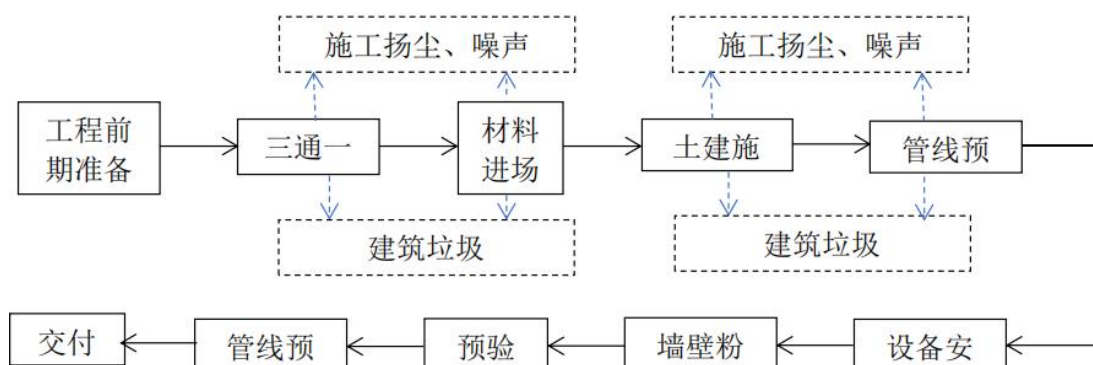 施工扬尘、噪声
施工扬尘、噪声
工程前
期准备
三通一
材料
进场
土建施
管线预
建筑垃圾
建筑垃圾
交付
管线预
预验
墙壁粉
设备安